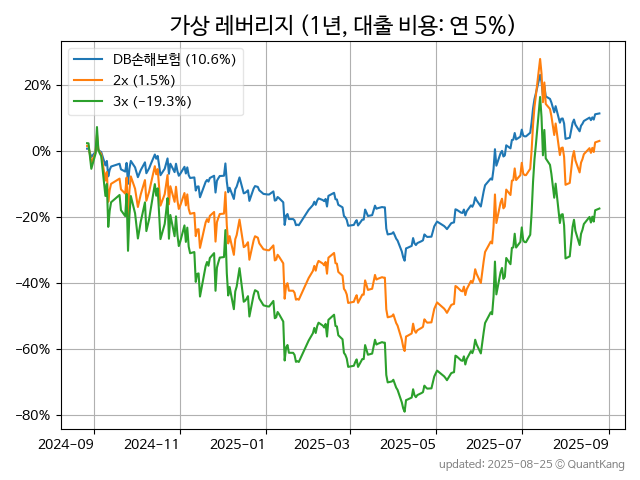 가상 레버리지 (1년, 대출 비용: 연 5%)
DB손해보험 (10.6%)
2x (1.5%)
3x (−19.3%)
20%
0%
−20%
−40%
−60%
−80%
2024-09 2024-11 2025-01 2025-03 2025-05 2025-07 2025-09
updated: 2025-08-25 © QuantKang